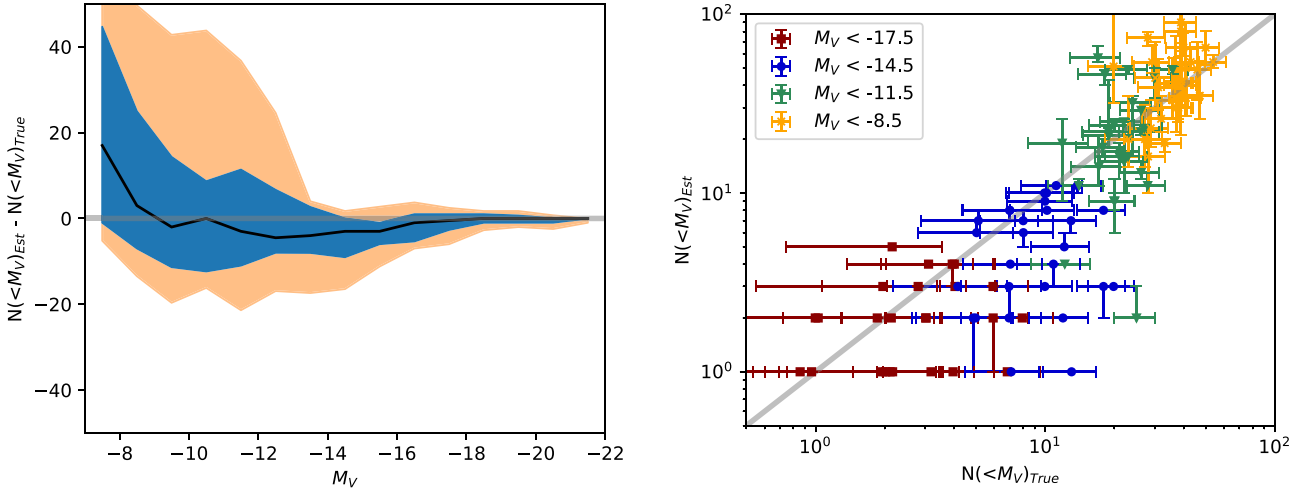 N(<M_V)_Est - N(<M_V)_True
40
20
0
−20
−40
−8
−10
−12
−14
−16
−18
−20
−22
M_V
N(<M_V)_Est
10^2
10^1
10^0
M_V < -17.5
M_V < -14.5
M_V < -11.5
M_V < -8.5
10^0
10^1
10^2
N(<M_V)_True